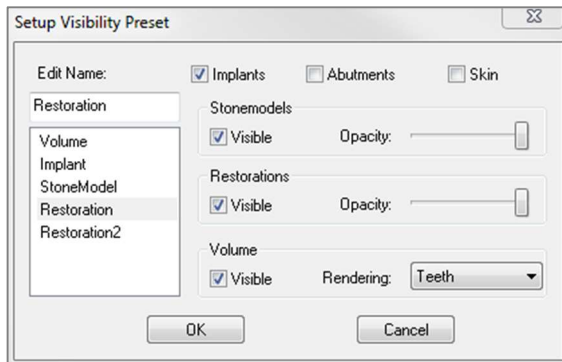 Setup Visibility Preset
Edit Name:
Implants
Abutments
Skin
Restoration
Volume
Implant
StoneModel
Restoration
Restoration2
Stonemodels
Visible
Opacity:
Restorations
Visible
Opacity:
Volume
Visible
Rendering:
Teeth
OK
Cancel